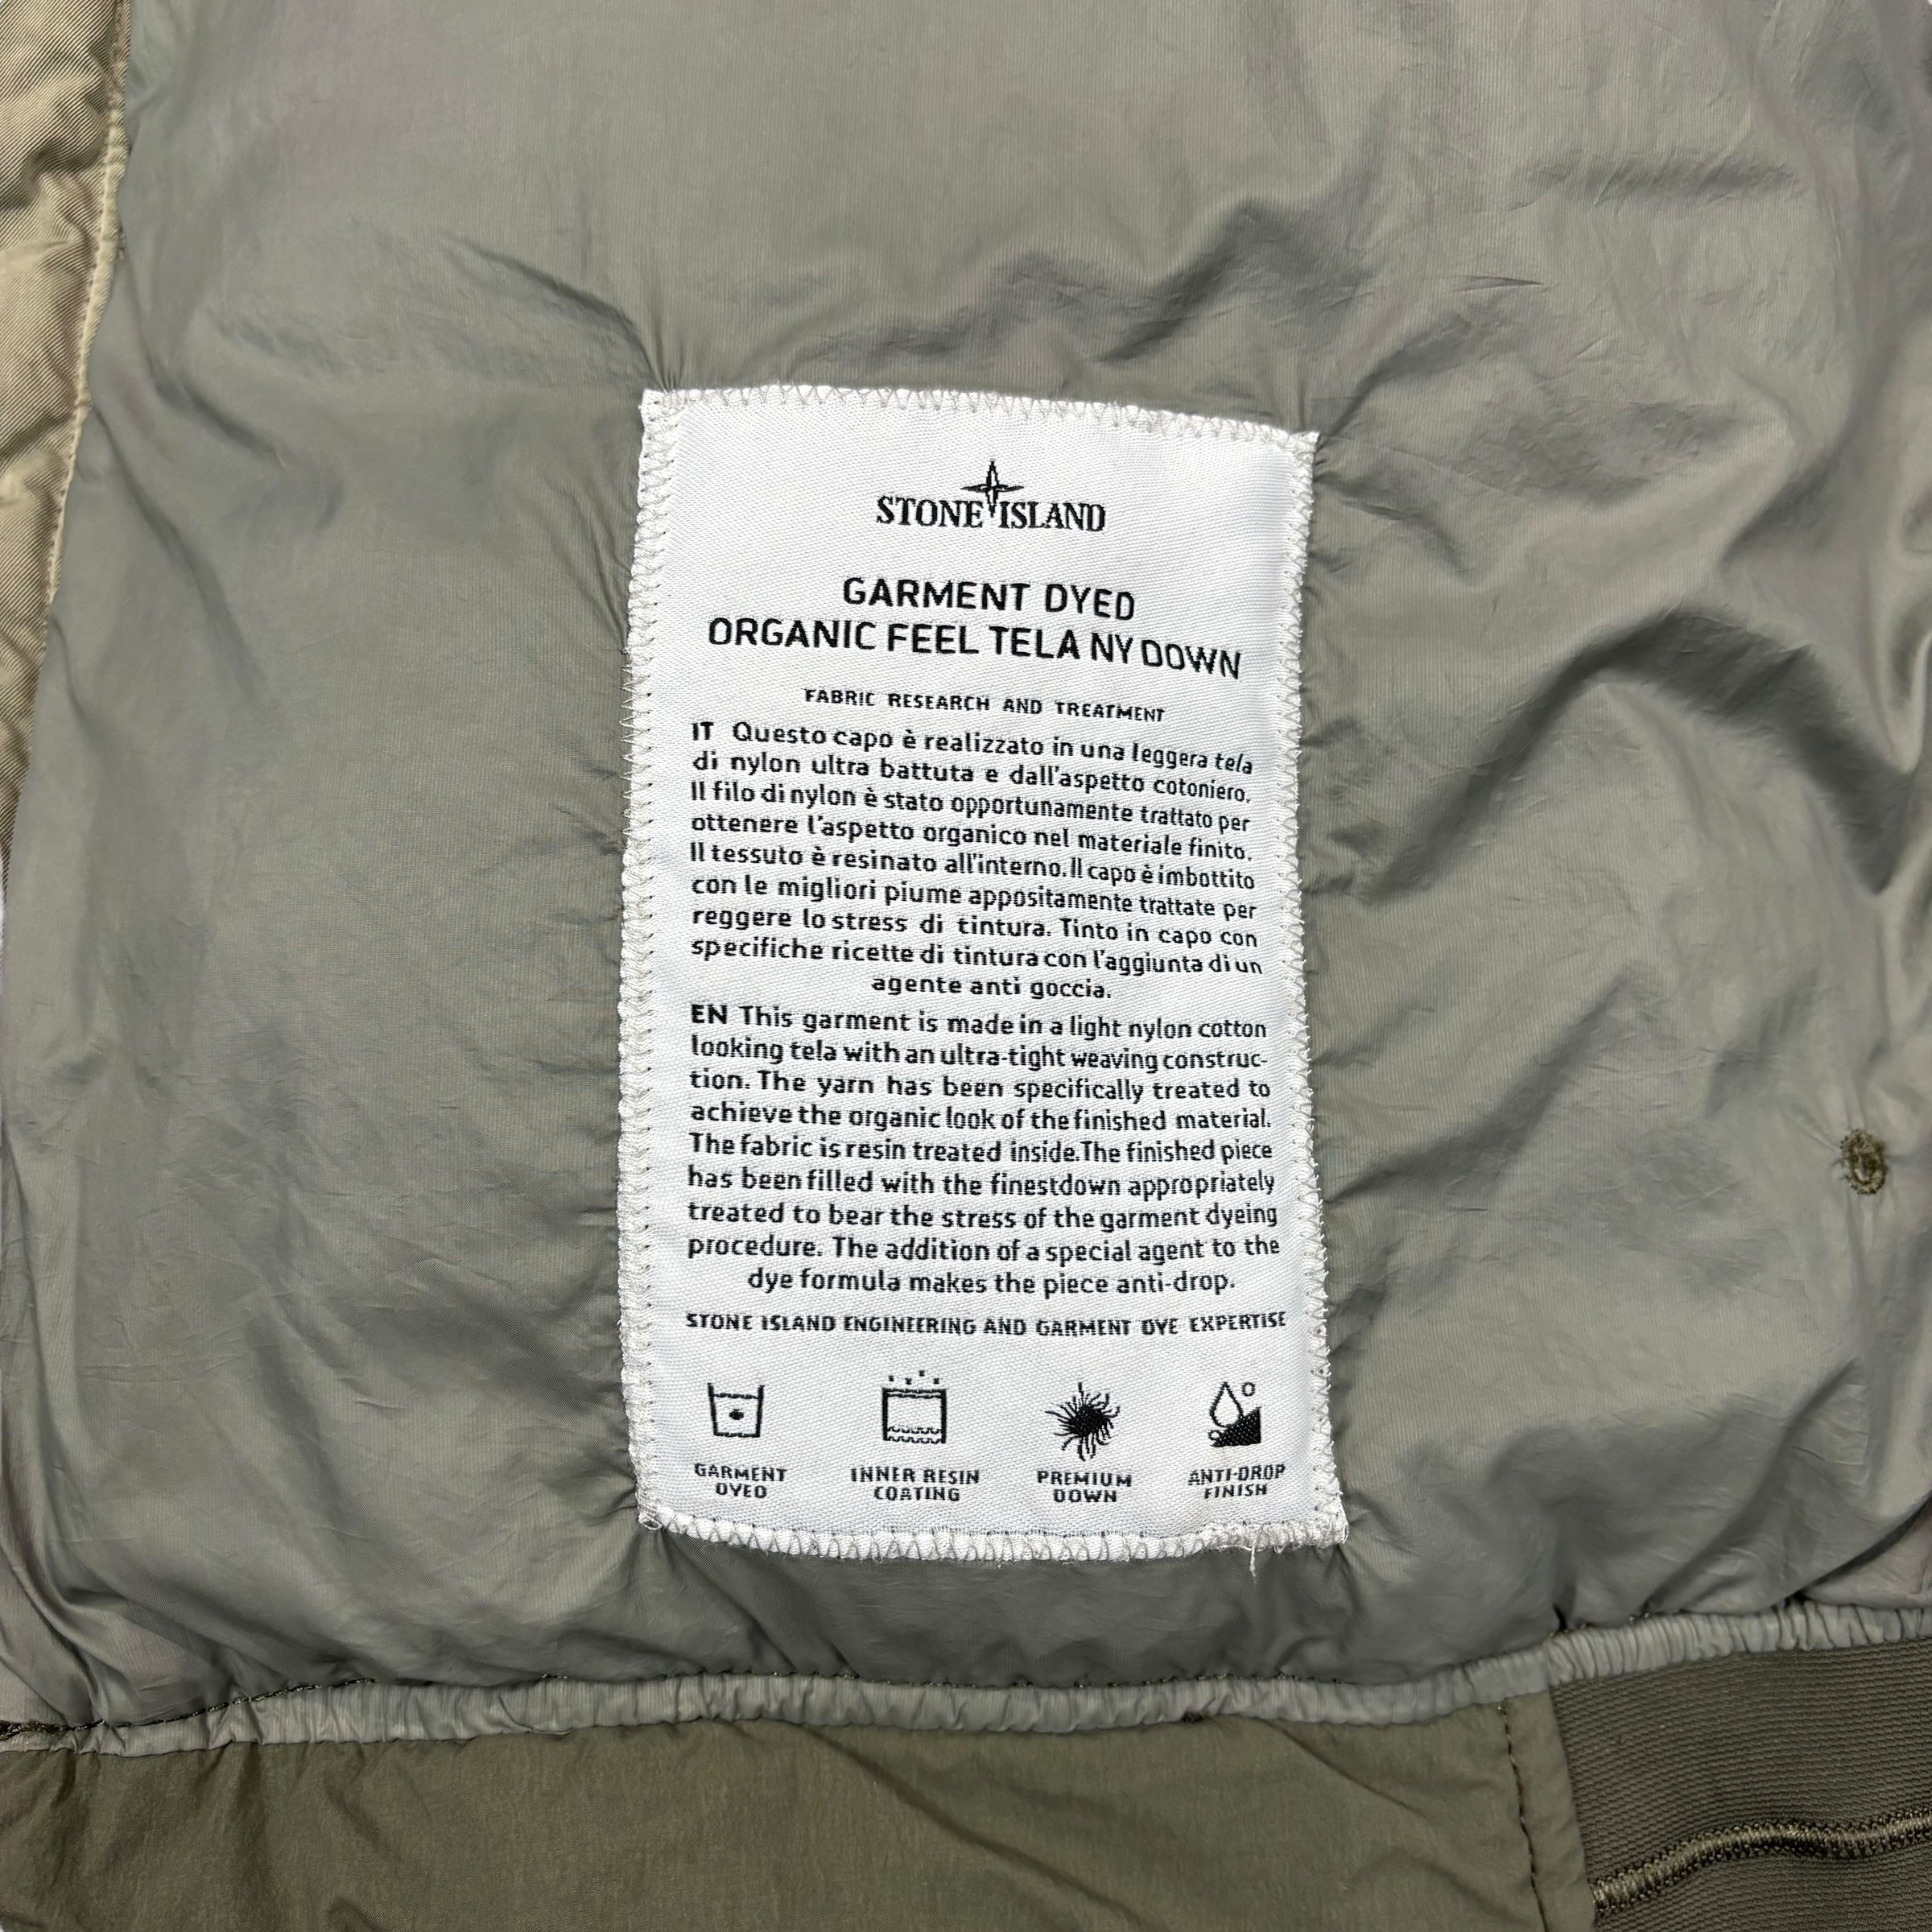 STONE ISLAND
GARMENT DYED
ORGANIC FEEL TELA NY DOWN
FABRIC RESEARCH AND TREATMENT
IT Questo capo è realizzato in una leggera tela
di nylon ultra battuta e dall'aspetto cotoniero.
Il filo di nylon è stato opportunamente trattato per
ottenere l'aspetto organico nel materiale finito.
Il tessuto è resinato all'interno. Il capo è imbottito
con le migliori piume appositamente trattate per
reggere lo stress di tintura. Tinto in capo con
specifiche ricette di tintura con l'aggiunta di un
agente anti goccia.
EN This garment is made in a light nylon cotton
looking tela with an ultra-tight weaving construc-
tion. The yarn has been specifically treated to
achieve the organic look of the finished material.
The fabric is resin treated inside. The finished piece
has been filled with the finest down appropriately
treated to bear the stress of the garment dyeing
procedure. The addition of a special agent to the
dye formula makes the piece anti-drop.
STONE ISLAND ENGINEERING AND GARMENT DYE EXPERTISE
GARMENT INNER RESIN PREMIUM ANTI-DROP
DYED COATING DOWN FINISH